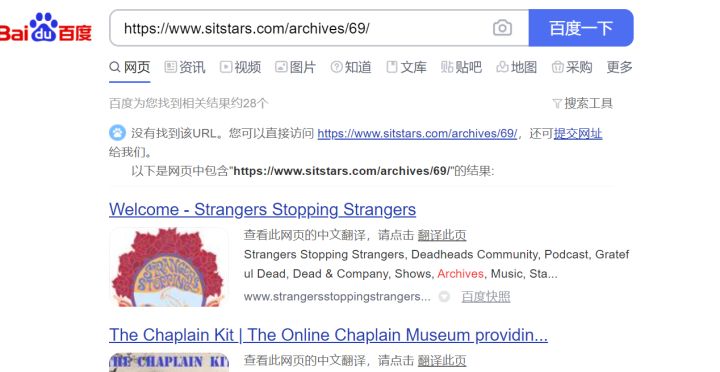 Bai du 百度
https://www.sitstars.com/archives/69/
百度一下
网页 资讯 视频 图片 知道 文库 贴吧 地图 采购 更多
百度为您找到相关结果约28个 搜索工具
没有找到该URL。您可以直接访问 https://www.sitstars.com/archives/69/，还可提交网址
给我们。
以下是网页中包含"https://www.sitstars.com/archives/69/"的结果:
Welcome - Strangers Stopping Strangers
查看此网页的中文翻译，请点击 翻译此页
STRANGERS
STOPPING
Strangers Stopping Strangers, Deadheads Community, Podcast, Gratef
ul Dead, Dead & Company, Shows, Archives, Music, Sta...
www.strangersstoppingstrangers... 百度快照
The Chaplain Kit | The Online Chaplain Museum providin...
THE CHAPLAIN KIT
查看此网页的中文翻译，请点击 翻译此页